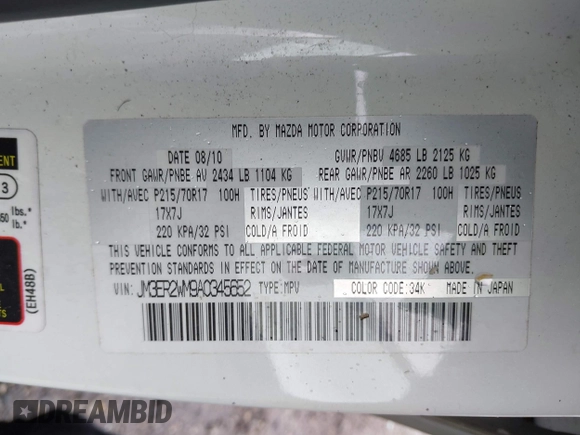 MFD. BY MAZDA MOTOR CORPORATION
DATE 08/10 GVWR/PNBV 4685 LB 2125 KG
FRONT GAWR/PNBE AV 2434 LB 1104 KG REAR GAWR/PNBE AR 2260 LB 1025 KG
WITH/AVEC P215/70R17 100H TIRES/PNEUS WITH/AVEC P215/70R17 100H TIRES/PNEUS
17X7J RIMS/JANTES 17X7J RIMS/JANTES
220 KPA/32 PSI COLD/A FROID 220 KPA/32 PSI COLD/A FROID
THIS VEHICLE CONFORMS TO ALL APPLICABLE FEDERAL MOTOR VEHICLE SAFETY AND THEFT
PREVENTION STANDARDS IN EFFECT ON THE DATE OF MANUFACTURE SHOWN ABOVE.
VIN: JM3ER2WM9A0345652 TYPE:MPV COLOR CODE:34K MADE IN JAPAN
3
lbs.*
lb.*
(EH48B)
DREAMBID